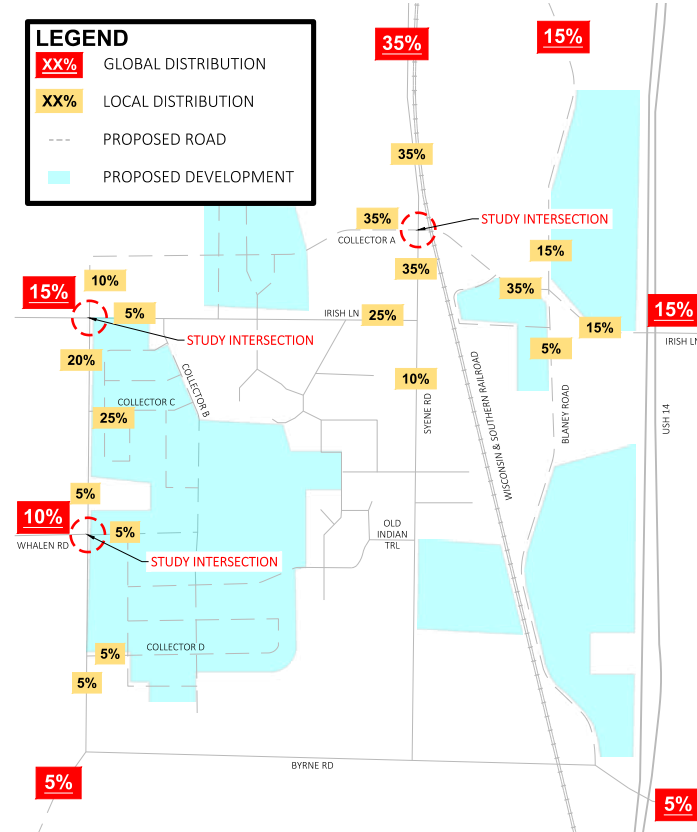 LEGEND
XX% GLOBAL DISTRIBUTION
XX% LOCAL DISTRIBUTION
PROPOSED ROAD
PROPOSED DEVELOPMENT
35%
15%
35%
35%
COLLECTOR A
STUDY INTERSECTION
35%
15%
10%
35%
15%
5%
IRISH LN
25%
15%
15%
IRISH LN
STUDY INTERSECTION
5%
20%
COLLECTOR B
10%
SYENE RD
WISCONSIN & SOUTHERN RAILROAD
BLANEY ROAD
USH 14
COLLECTOR C
25%
5%
10%
5%
WHALEN RD
OLD
INDIAN
TRL
STUDY INTERSECTION
5%
COLLECTOR D
5%
BYRNE RD
5%
5%